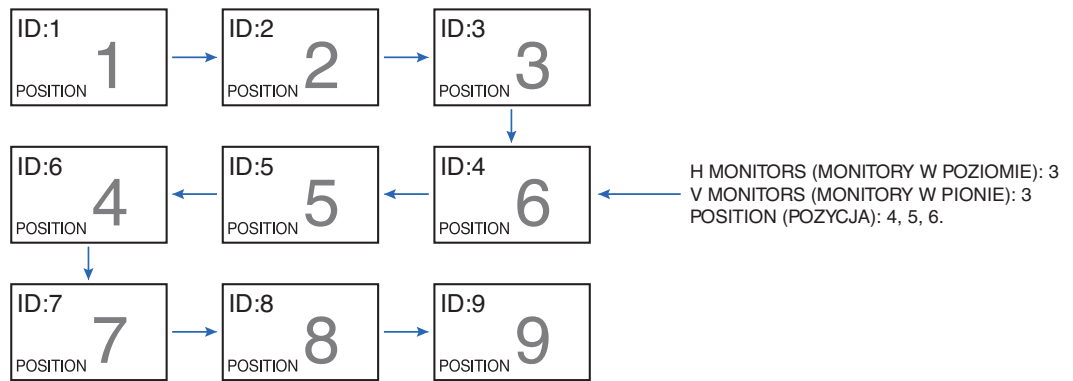 ID:1
1
POSITION
ID:2
2
POSITION
ID:3
3
POSITION
ID:6
4
POSITION
ID:5
5
POSITION
ID:4
6
POSITION
H MONITORS (MONITORY W POZIOMIE): 3
V MONITORS (MONITORY W PIONIE): 3
POSITION (POZYCJA): 4, 5, 6.
ID:7
7
POSITION
ID:8
8
POSITION
ID:9
9
POSITION